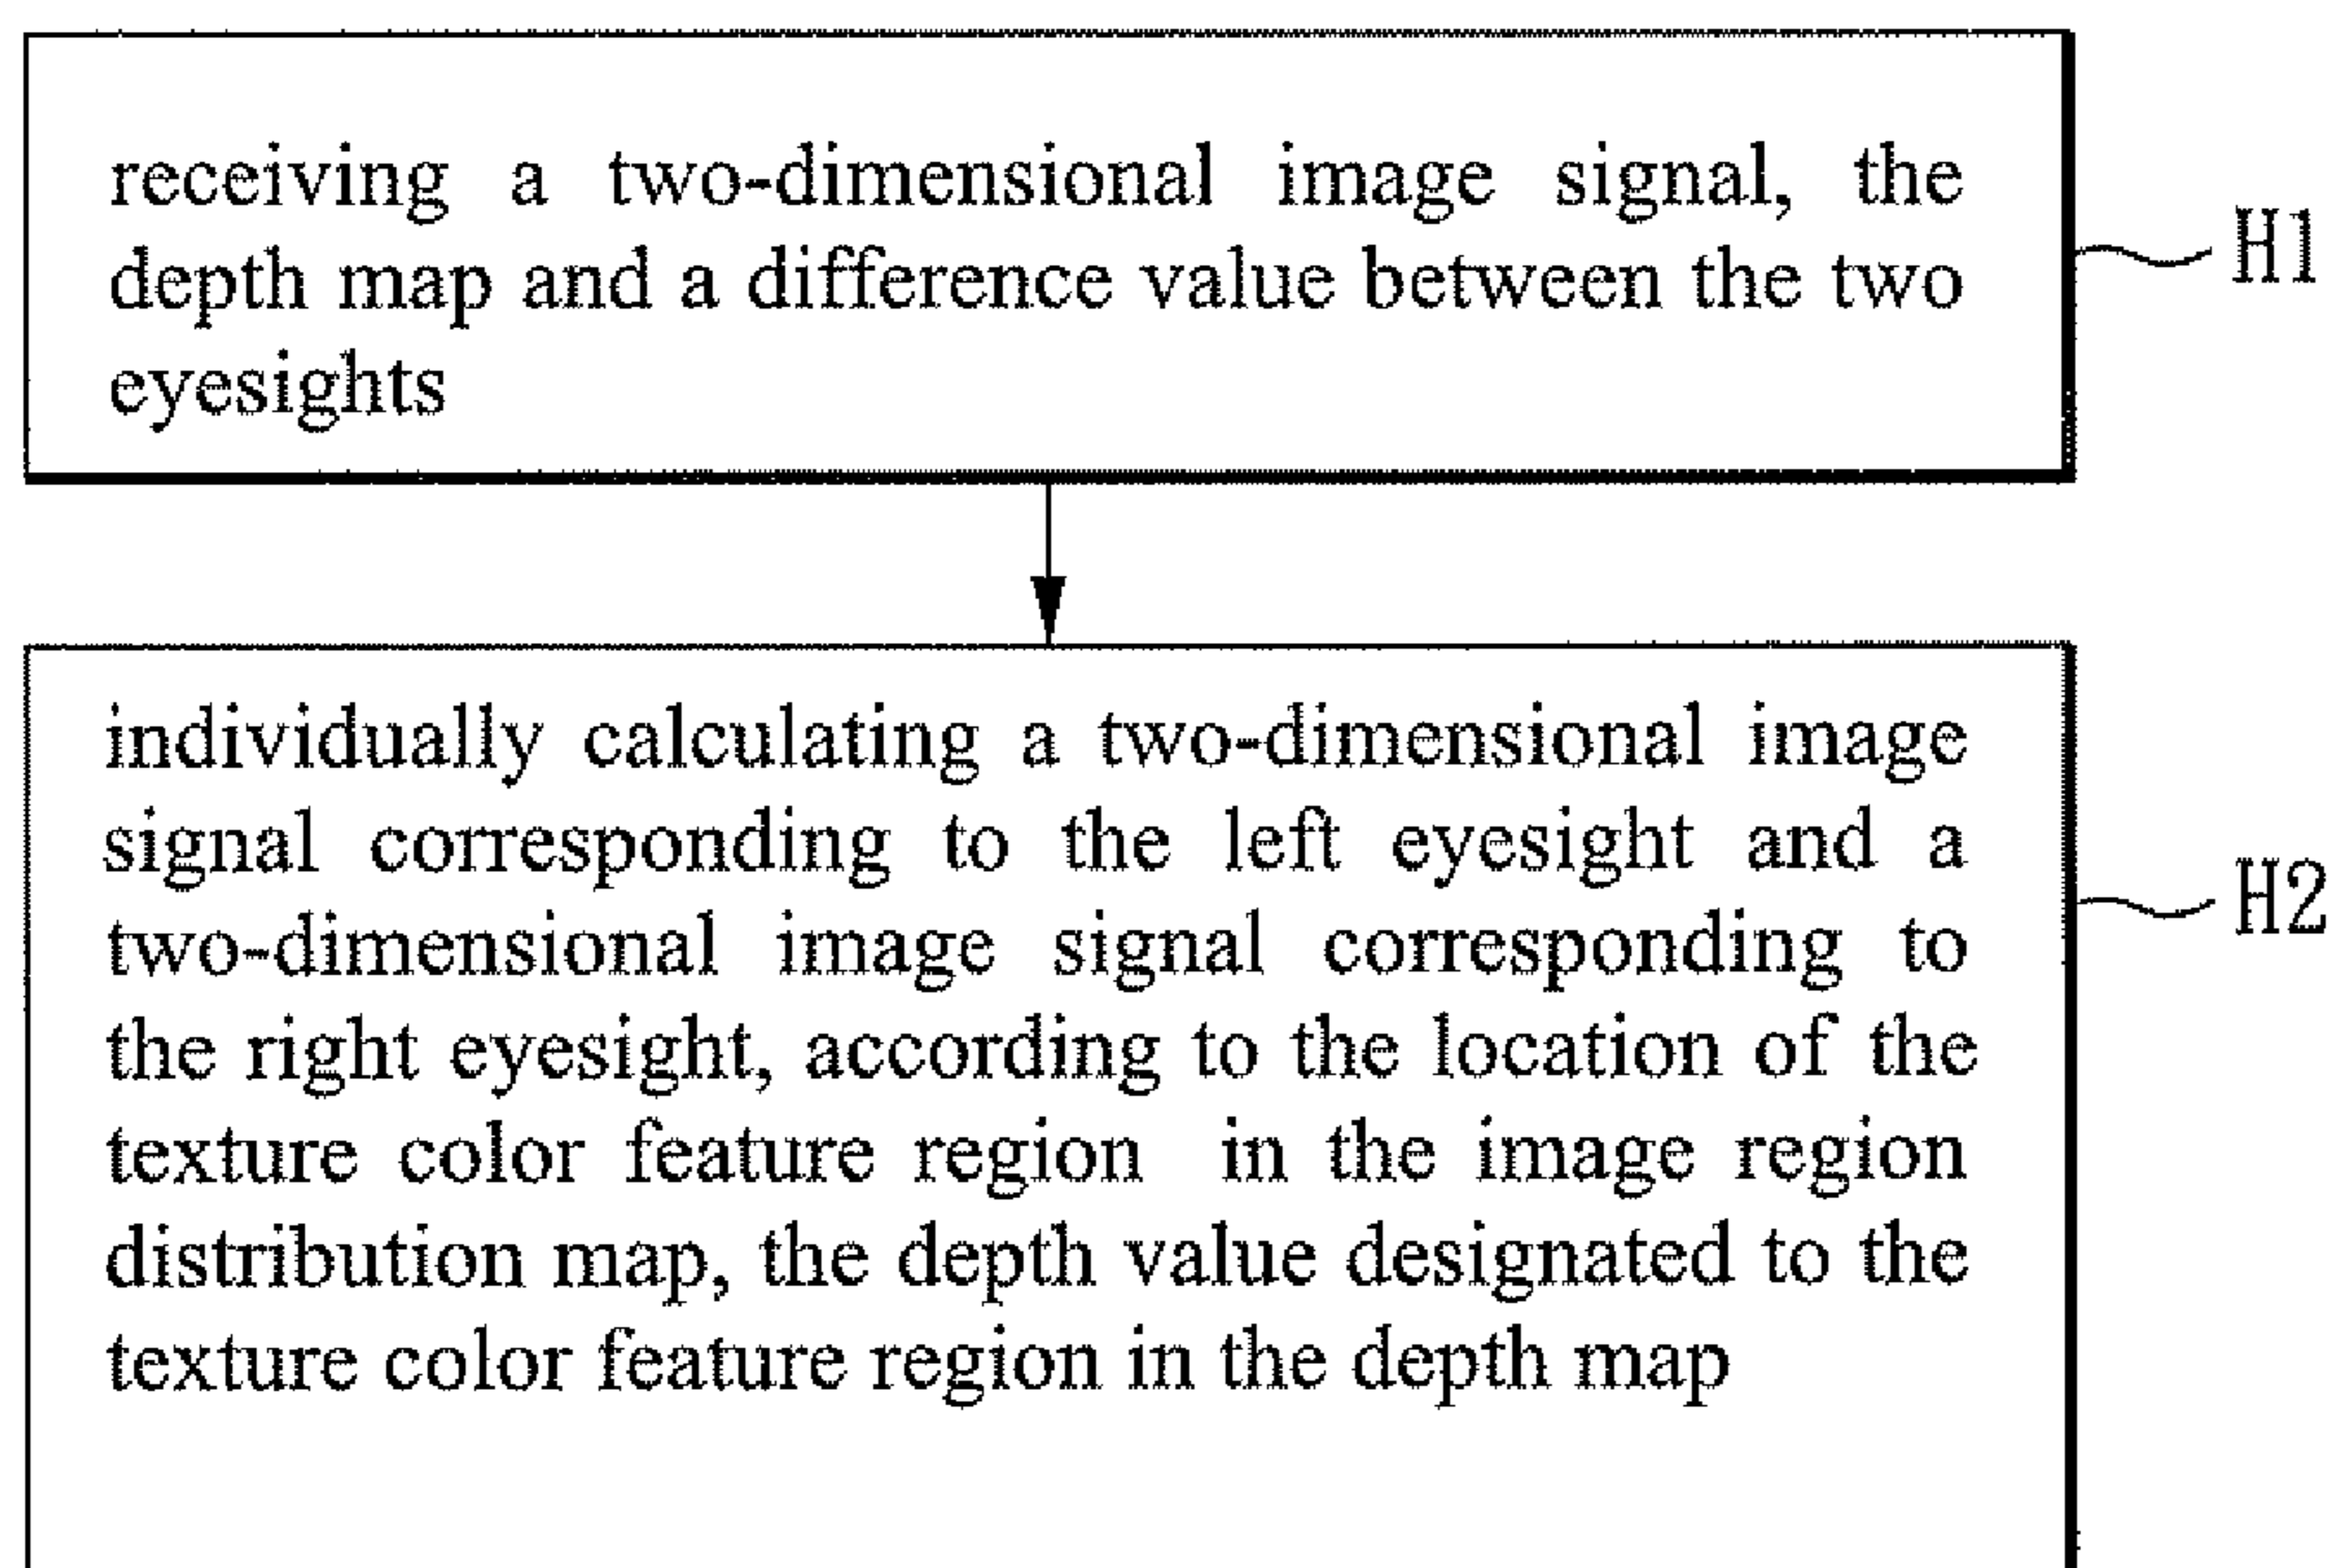 receiving a two-dimensional image signal, the
depth map and a difference value between the two
eyesights
H1
individually calculating a two-dimensional image
signal corresponding to the left eyesight and a
two-dimensional image signal corresponding to
the right eyesight, according to the location of the
texture color feature region in the image region
distribution map, the depth value designated to the
texture color feature region in the depth map
H2